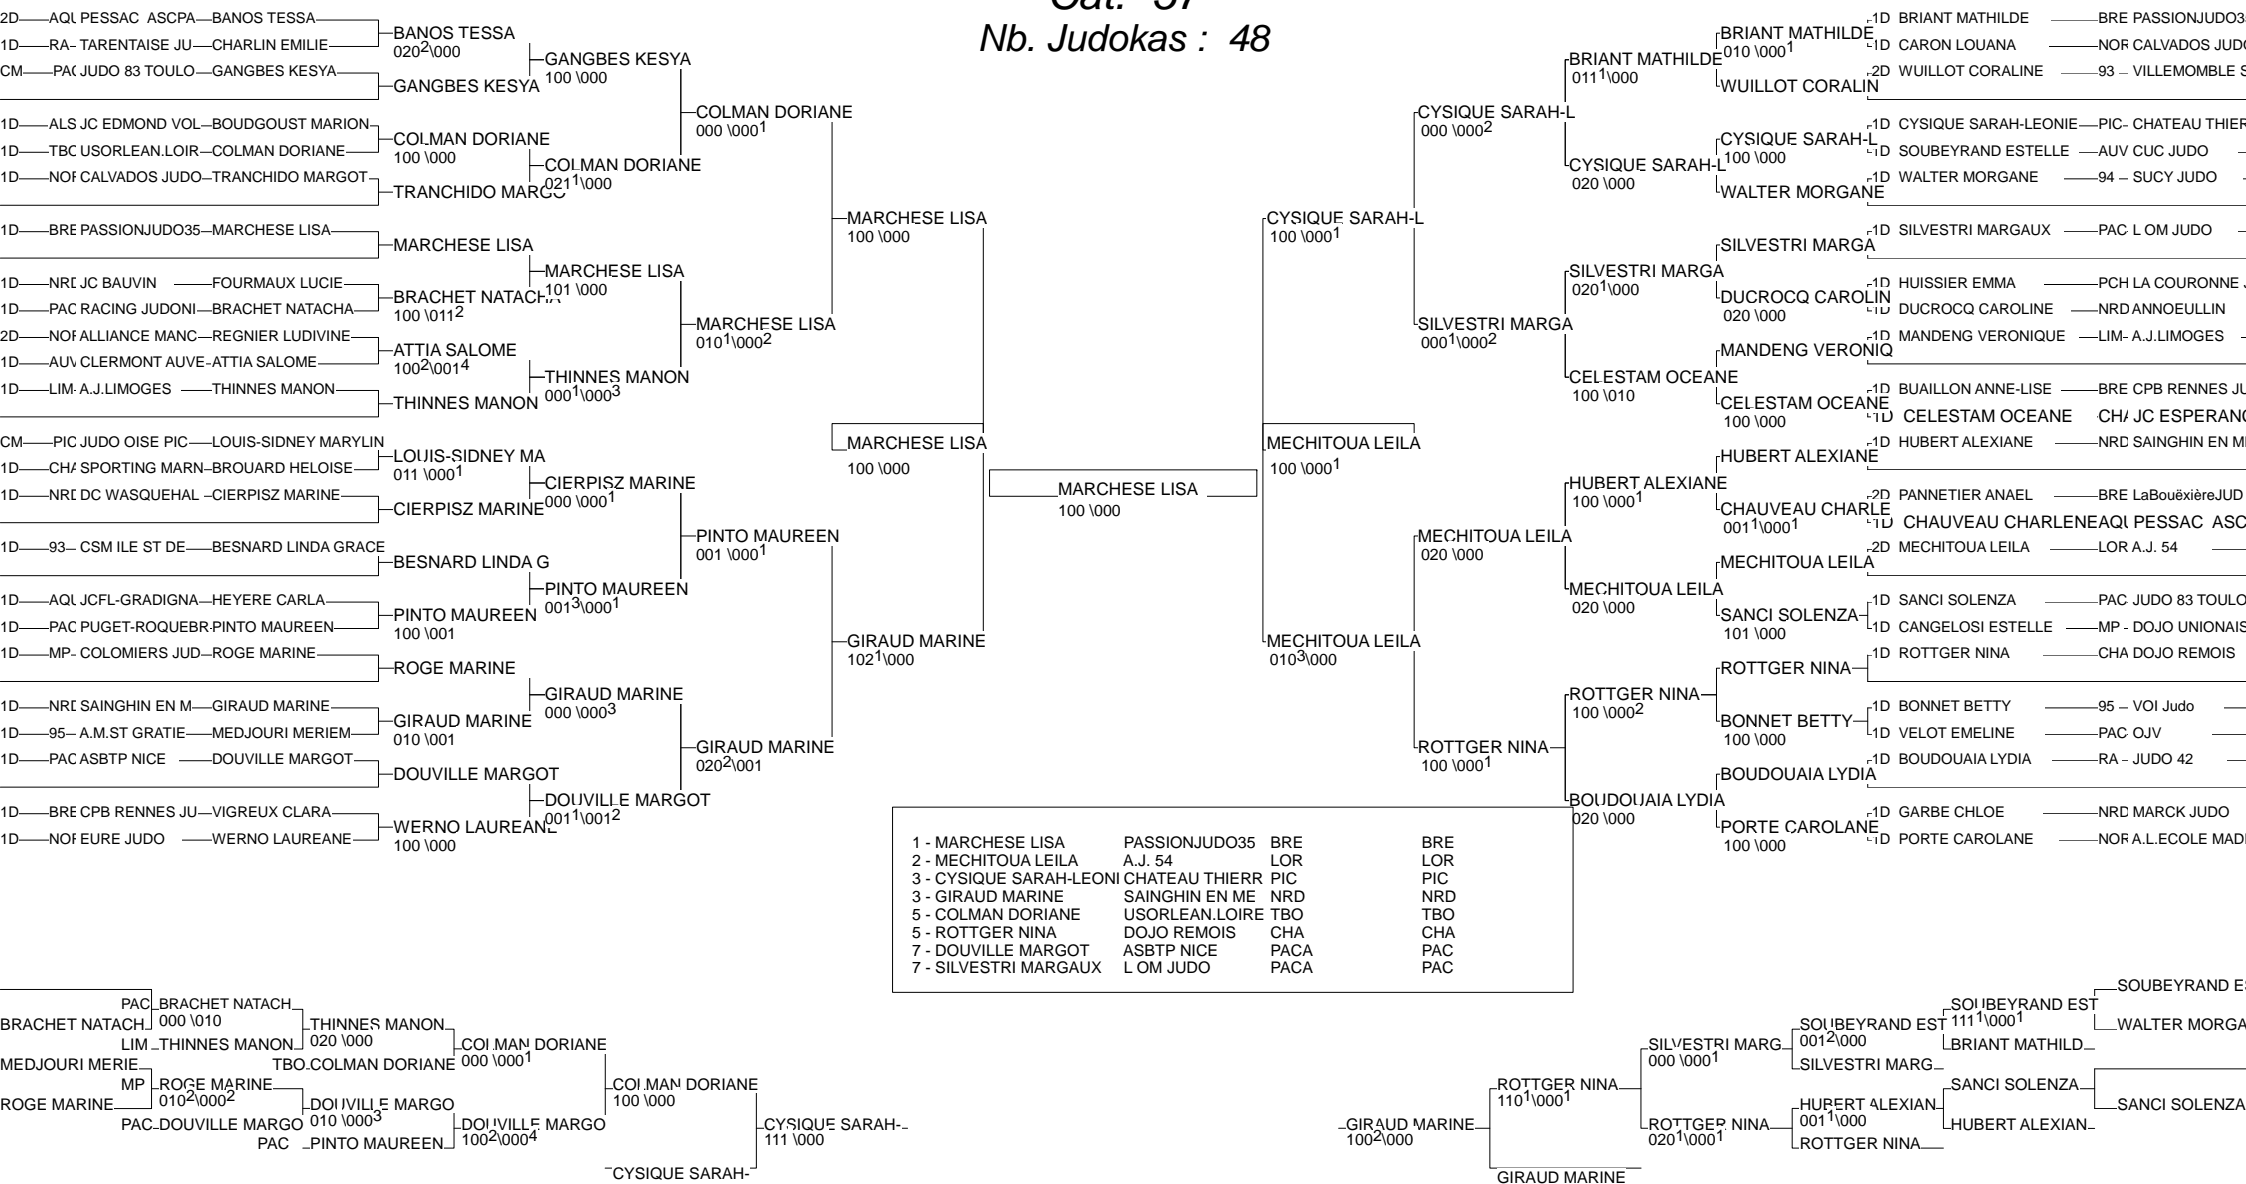 Nb. Judokas : 48
2D AQU PESSAC ASCPA BANOS TESSA
1D RA- TARENTAISE JU CHARLIN EMILIE
CM PAC JUDO 83 TOULO GANGBES KESYA
1D ALS JC EDMOND VOL BOUDGOUST MARION
1D TBO USORLEAN.LOIR COLMAN DORIANE
1D NOR CALVADOS JUDO TRANCHIDO MARGOT
1D BRE PASSIONJUDO35 MARCHESE LISA
1D NRD JC BAUVIN FOURMAUX LUCIE
1D PAC RACING JUDONI BRACHET NATACHA
2D NOR ALLIANCE MANC REGNIER LUDIVINE
1D AUV CLERMONT AUVE ATTIA SALOME
1D LIM- A.J.LIMOGES THINNES MANON
CM PIC JUDO OISE PIC LOUIS-SIDNEY MARYLIN
1D CHA SPORTING MARN BROUARD HELOISE
1D NRD DC WASQUEHAL CIERPISZ MARINE
1D 93- CSM ILE ST DE BESNARD LINDA GRACE
1D AQU JCFL-GRADIGNA HEYERE CARLA
1D PAC PUGET-ROQUEBR PINTO MAUREEN
1D MP- COLOMIERS JUD ROGE MARINE
1D NRD SAINGHIN EN M GIRAUD MARINE
1D 95- A.M.ST GRATIE MEDJOURI MERIEM
1D PAC ASBTP NICE DOUVILLE MARGOT
1D BRE CPB RENNES JU VIGREUX CLARA
1D NOR EURE JUDO WERNO LAUREANE
BANOS TESSA
020²\000
GANGBES KESYA
COLMAN DORIANE
100 \000
TRANCHIDO MARGO
MARCHESE LISA
BRACHET NATACHA
100 \011²
ATTIA SALOME
100²\001⁴
THINNES MANON
LOUIS-SIDNEY MA
011 \000¹
CIERPISZ MARINE
BESNARD LINDA G
PINTO MAUREEN
100 \001
ROGE MARINE
GIRAUD MARINE
010 \001
DOUVILLE MARGOT
WERNO LAUREANE
100 \000
GANGBES KESYA
100 \000
COLMAN DORIANE
021¹\000
MARCHESE LISA
101 \000
THINNES MANON
000¹\000³
CIERPISZ MARINE
000 \000¹
PINTO MAUREEN
001³\000¹
GIRAUD MARINE
000 \000³
DOUVILLE MARGOT
001¹\001²
COLMAN DORIANE
000 \000¹
MARCHESE LISA
010¹\000²
PINTO MAUREEN
001 \000¹
GIRAUD MARINE
020²\001
MARCHESE LISA
100 \000
GIRAUD MARINE
102¹\000
MARCHESE LISA
100 \000
MARCHESE LISA
100 \000
MECHITOUA LEILA
100 \000¹
CYSIQUE SARAH-L
100 \000¹
MECHITOUA LEILA
010³\000
CYSIQUE SARAH-L
000 \000²
SILVESTRI MARGA
000¹\000²
MECHITOUA LEILA
020 \000
ROTTGER NINA
100 \000¹
BRIANT MATHILDE
011¹\000
CYSIQUE SARAH-L
020 \000
SILVESTRI MARGA
020¹\000
CELESTAM OCEANE
100 \010
HUBERT ALEXIANE
100 \000¹
MECHITOUA LEILA
020 \000
ROTTGER NINA
100 \000²
BOUDOUAIA LYDIA
020 \000
BRIANT MATHILDE
010 \000¹
WUILLOT CORALIN
CYSIQUE SARAH-L
100 \000
WALTER MORGANE
SILVESTRI MARGA
DUCROCQ CAROLIN
020 \000
MANDENG VERONIQ
CELESTAM OCEANE
100 \000
HUBERT ALEXIANE
CHAUVEAU CHARLE
001¹\000¹
MECHITOUA LEILA
SANCI SOLENZA
101 \000
ROTTGER NINA
BONNET BETTY
100 \000
BOUDOUAIA LYDIA
PORTE CAROLANE
100 \000
1D BRIANT MATHILDE BRE PASSIONJUDO3
1D CARON LOUANA NOR CALVADOS JUDO
2D WUILLOT CORALINE 93 - VILLEMOMBLE S
1D CYSIQUE SARAH-LEONIE PIC- CHATEAU THIER
1D SOUBEYRAND ESTELLE AUV CUC JUDO
1D WALTER MORGANE 94 - SUCY JUDO
1D SILVESTRI MARGAUX PAC L OM JUDO
1D HUISSIER EMMA PCH LA COURONNE
1D DUCROCQ CAROLINE NRD ANNOEULLIN
1D MANDENG VERONIQUE LIM- A.J.LIMOGES
1D BUAILLON ANNE-LISE BRE CPB RENNES JU
1D CELESTAM OCEANE CHA JC ESPERANC
1D HUBERT ALEXIANE NRD SAINGHIN EN M
2D PANNETIER ANAEL BRE LaBouëxièreJUD
1D CHAUVEAU CHARLENE AQU PESSAC ASC
2D MECHITOUA LEILA LOR A.J. 54
1D SANCI SOLENZA PAC JUDO 83 TOULO
1D CANGELOSI ESTELLE MP - DOJO UNIONAIS
1D ROTTGER NINA CHA DOJO REMOIS
1D BONNET BETTY 95 - VOI Judo
1D VELOT EMELINE PAC OJV
1D BOUDOUAIA LYDIA RA - JUDO 42
1D GARBE CHLOE NRD MARCK JUDO
1D PORTE CAROLANE NOR A.L.ECOLE MAD
1 - MARCHESE LISA PASSIONJUDO35 BRE BRE
2 - MECHITOUA LEILA A.J. 54 LOR LOR
3 - CYSIQUE SARAH-LEONI CHATEAU THIERR PIC PIC
3 - GIRAUD MARINE SAINGHIN EN ME NRD NRD
5 - COLMAN DORIANE USORLEAN.LOIRE TBO TBO
5 - ROTTGER NINA DOJO REMOIS CHA CHA
7 - DOUVILLE MARGOT ASBTP NICE PACA PAC
7 - SILVESTRI MARGAUX L OM JUDO PACA PAC
BRACHET NATACH
MEDJOURI MERIE
ROGE MARINE
PAC BRACHET NATACH
000 \010
LIM THINNES MANON
MP ROGE MARINE
010²\000²
PAC DOUVILLE MARGO
THINNES MANON
020 \000
TBO COLMAN DORIANE
DOUVILLE MARGO
010 \000³
PAC PINTO MAUREEN
COLMAN DORIANE
000 \000¹
DOUVILLE MARGO
100²\000⁴
COLMAN DORIANE
100 \000
CYSIQUE SARAH-
CYSIQUE SARAH-
111 \000
GIRAUD MARINE
100²\000
ROTTGER NINA
110¹\000¹
GIRAUD MARINE
SILVESTRI MARG
000 \000¹
ROTTGER NINA
020¹\000¹
SOUBEYRAND EST
001²\000
SILVESTRI MARG
HUBERT ALEXIAN
001¹\000
ROTTGER NINA
SOUBEYRAND EST
111¹\000¹
BRIANT MATHILD
SANCI SOLENZA
HUBERT ALEXIAN
SOUBEYRAND E
WALTER MORGA
SANCI SOLENZA